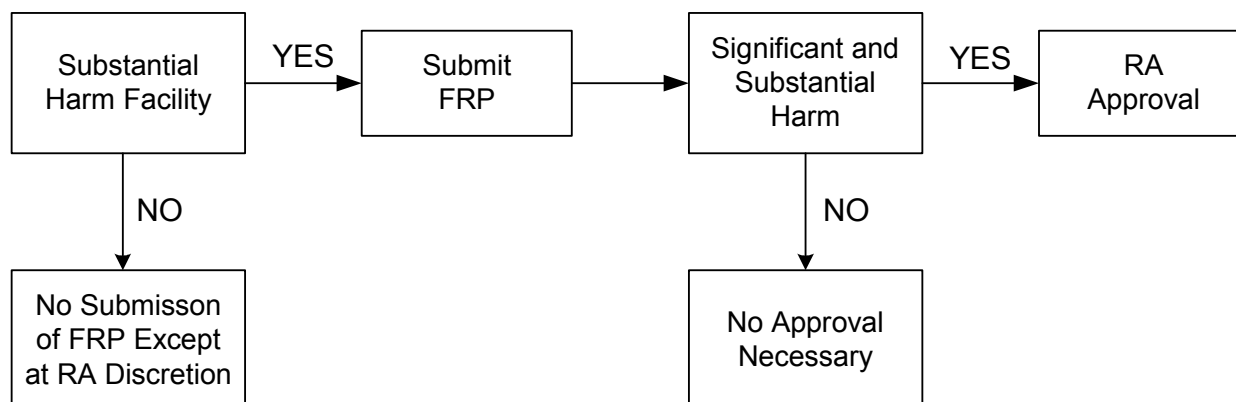 Substantial
Harm Facility
YES
Submit
FRP
Significant and
Substantial
Harm
YES
RA
Approval
NO
NO
No Submisson
of FRP Except
at RA Discretion
No Approval
Necessary